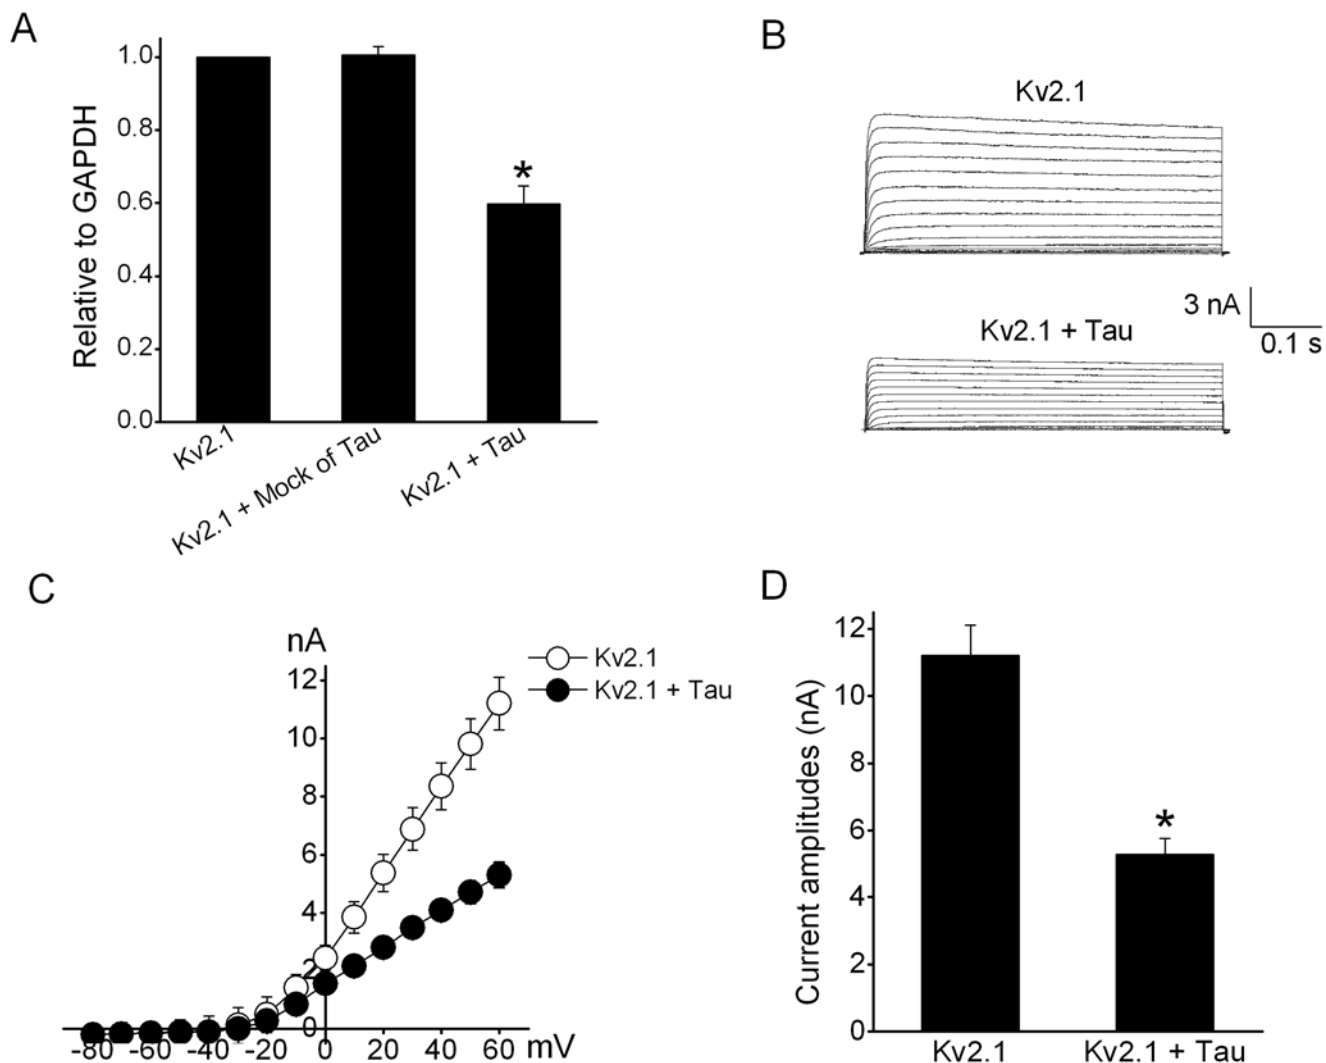 A
1.0
0.8
0.6
0.4
0.2
0.0
Relative to GAPDH
*
Kv2.1
Kv2.1 + Mock of Tau
Kv2.1 + Tau
B
Kv2.1
3 nA
0.1 s
Kv2.1 + Tau
C
nA
Kv2.1
Kv2.1 + Tau
12
10
8
6
4
2
0
-80 -60 -40 -20 0 20 40 60 mV
D
12
10
8
6
4
2
0
Current amplitudes (nA)
*
Kv2.1 Kv2.1 + Tau